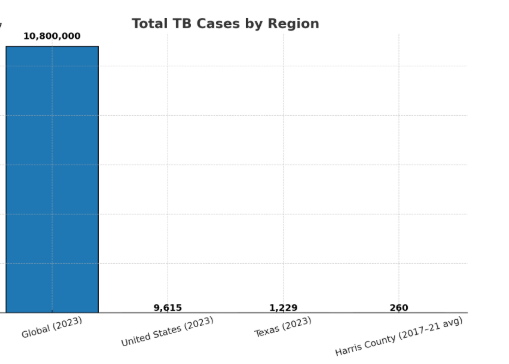 Total TB Cases by Region
10,800,000
9,615
1,229
260
Global (2023)
United States (2023)
Texas (2023)
Harris County (2017–21 avg)